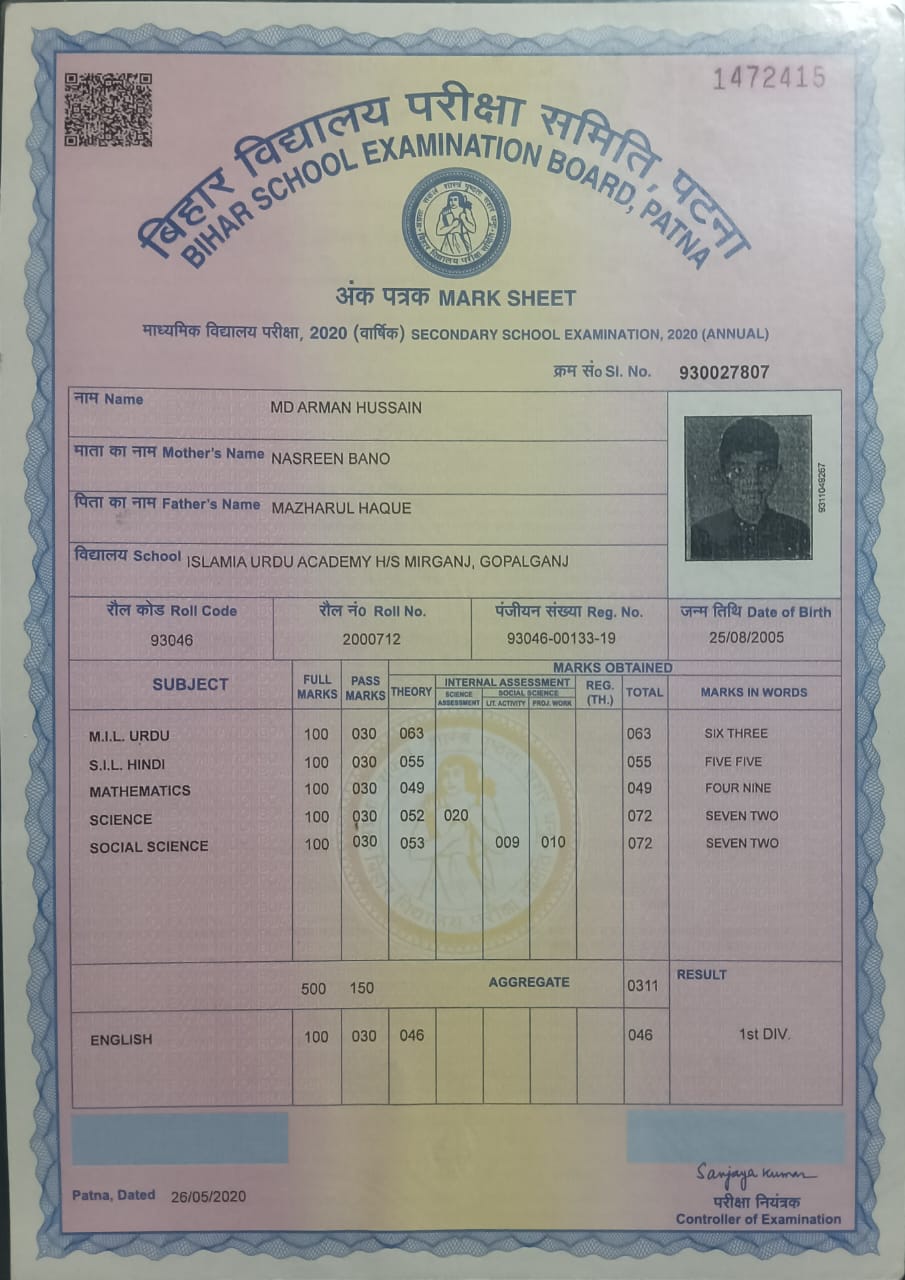 1472415
बिहार विद्यालय परीक्षा समिति, पटना
BIHAR SCHOOL EXAMINATION BOARD, PATNA
अंक पत्रक MARK SHEET
माध्यमिक विद्यालय परीक्षा, 2020 (वार्षिक) SECONDARY SCHOOL EXAMINATION, 2020 (ANNUAL)
क्रम सं० Sl. No. 930027807
नाम Name MD ARMAN HUSSAIN
माता का नाम Mother's Name NASREEN BANO
पिता का नाम Father's Name MAZHARUL HAQUE
9311049267
विद्यालय School ISLAMIA URDU ACADEMY H/S MIRGANJ, GOPALGANJ
रौल कोड Roll Code रौल नं० Roll No. पंजीयन संख्या Reg. No. जन्म तिथि Date of Birth
93046 2000712 93046-00133-19 25/08/2005
MARKS OBTAINED
SUBJECT FULL MARKS PASS MARKS THEORY INTERNAL ASSESSMENT REG. (TH.) TOTAL MARKS IN WORDS
SCIENCE ASSESSMENT SOCIAL SCIENCE
LIT. ACTIVITY PROJ. WORK
M.I.L. URDU 100 030 063 063 SIX THREE
S.I.L. HINDI 100 030 055 055 FIVE FIVE
MATHEMATICS 100 030 049 049 FOUR NINE
SCIENCE 100 030 052 020 072 SEVEN TWO
SOCIAL SCIENCE 100 030 053 009 010 072 SEVEN TWO
500 150 AGGREGATE 0311 RESULT
ENGLISH 100 030 046 046 1st DIV.
Sanjaya Kumar
Patna, Dated 26/05/2020
परीक्षा नियंत्रक
Controller of Examination